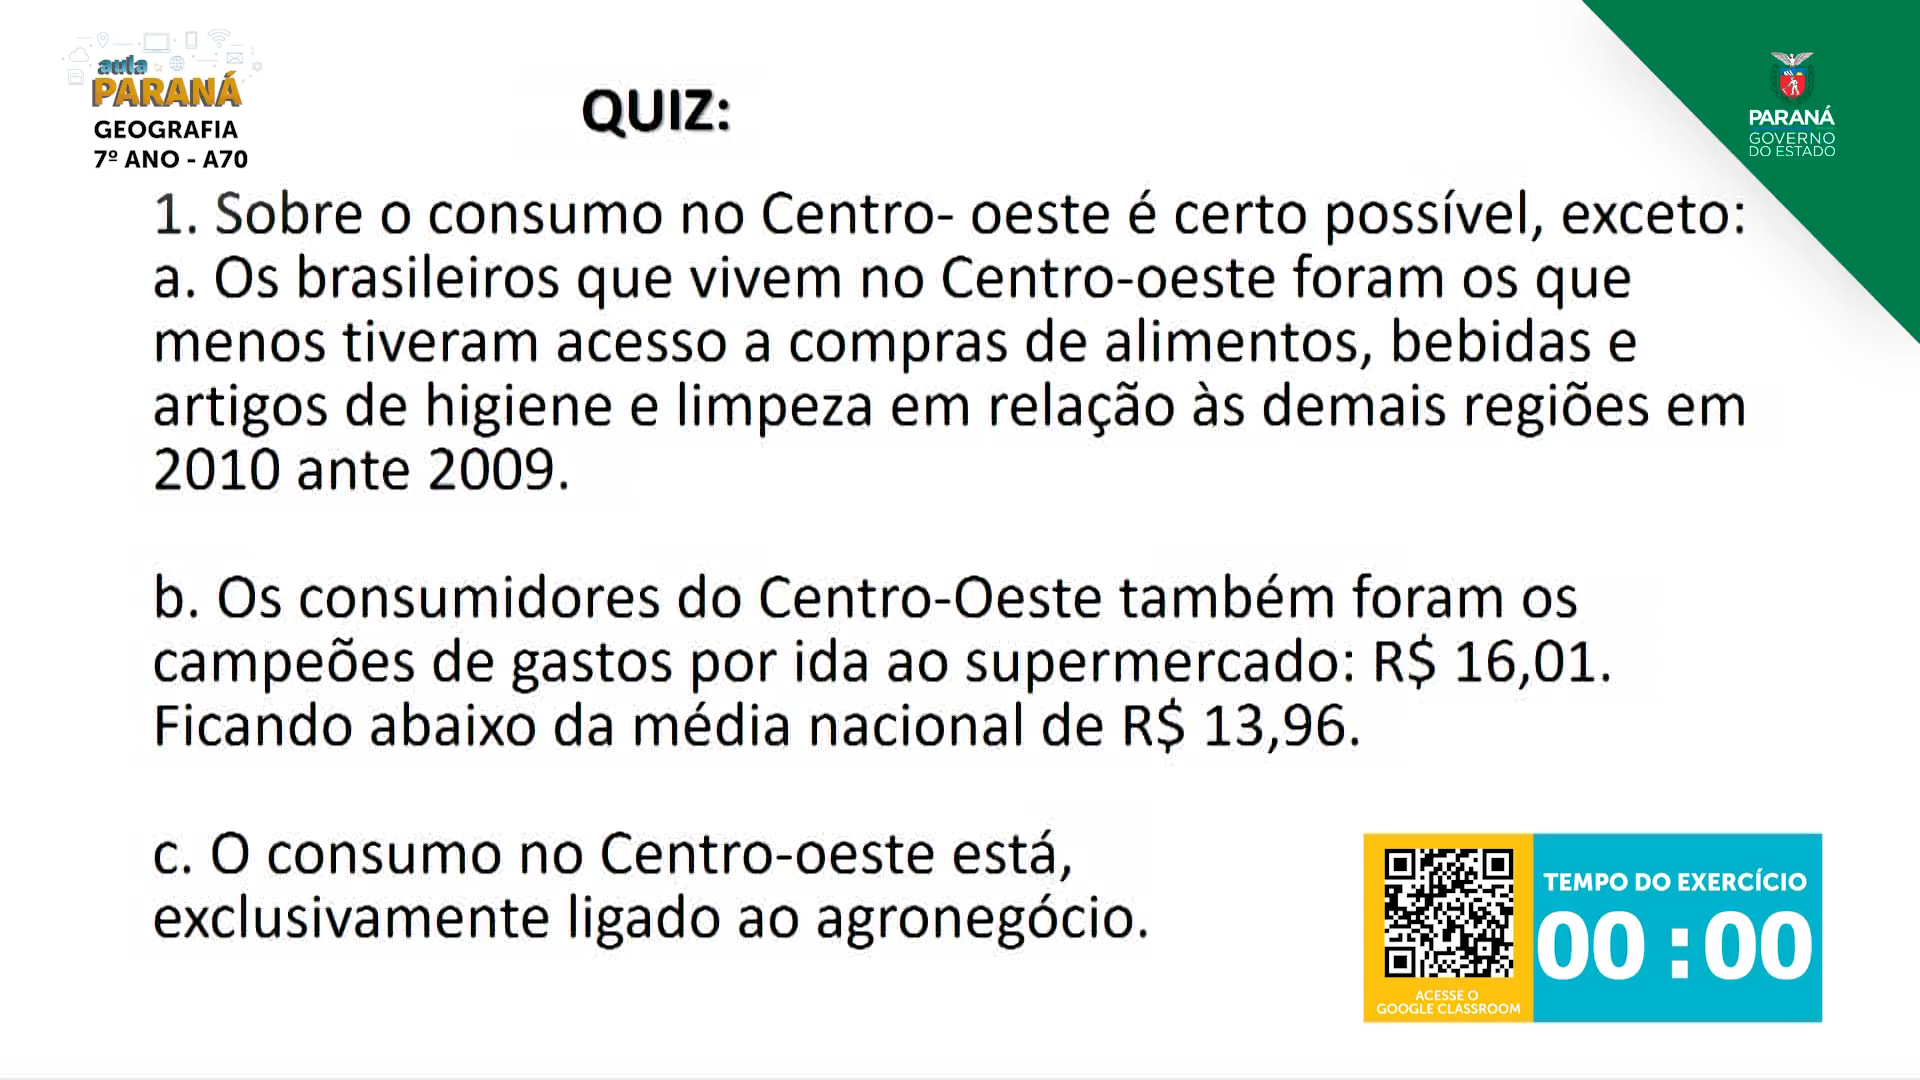 aula
PARANÁ
GEOGRAFIA
7º ANO - A70
QUIZ:
PARANÁ
GOVERNO
DO ESTADO
1. Sobre o consumo no Centro- oeste é certo possível, exceto:
a. Os brasileiros que vivem no Centro-oeste foram os que
menos tiveram acesso a compras de alimentos, bebidas e
artigos de higiene e limpeza em relação às demais regiões em
2010 ante 2009.
b. Os consumidores do Centro-Oeste também foram os
campeões de gastos por ida ao supermercado: R$ 16,01.
Ficando abaixo da média nacional de R$ 13,96.
c. O consumo no Centro-oeste está,
exclusivamente ligado ao agronegócio.
TEMPO DO EXERCÍCIO
00:00
ACESSE O
GOOGLE CLASSROOM